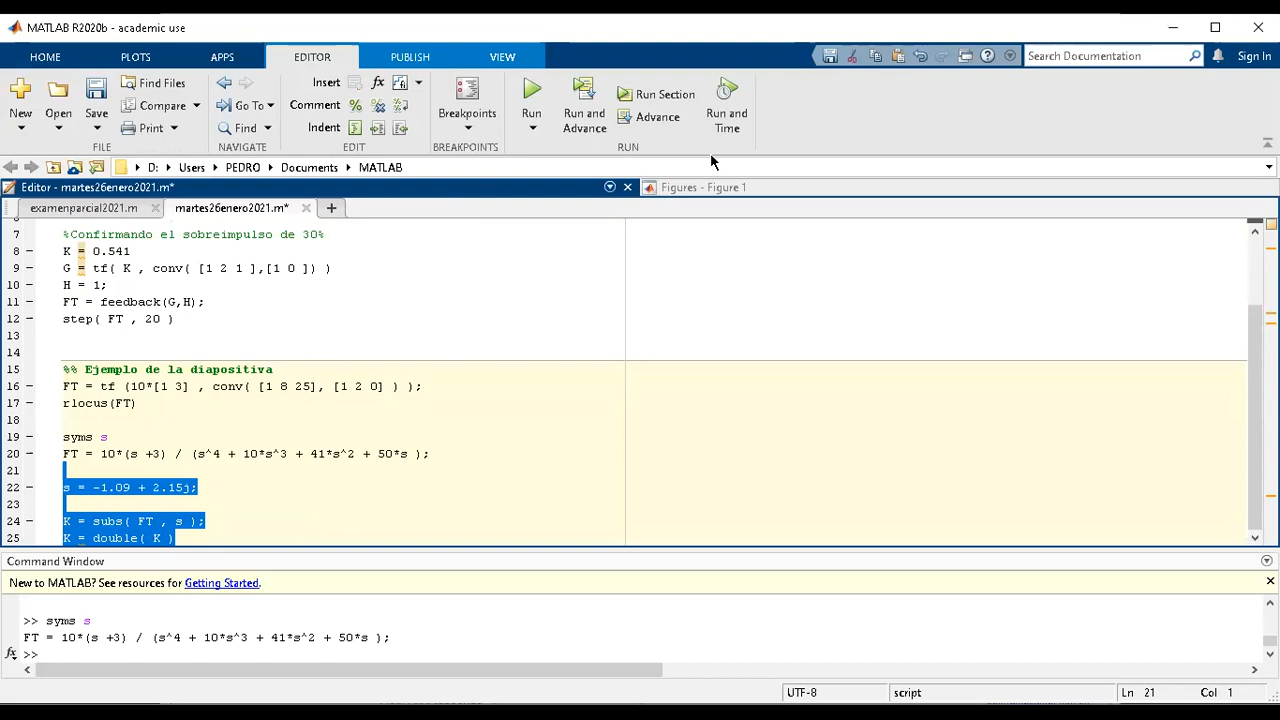 MATLAB R2020b - academic use
HOME PLOTS APPS EDITOR PUBLISH VIEW
Search Documentation
Sign In
New Open Save
Find Files
Compare
Print
Go To
Find
Insert
Comment
Indent
fx
Breakpoints
Run
Run and Advance
Run Section
Advance
Run and Time
FILE NAVIGATE EDIT BREAKPOINTS RUN
D: Users PEDRO Documents MATLAB
Editor - martes26enero2021.m*
Figures - Figure 1
examenparcial2021.m martes26enero2021.m*
7 %Confirmando el sobreimpulso de 30%
8 K = 0.541
9 G = tf( K , conv( [1 2 1 ],[1 0 ]) )
10 H = 1;
11 FT = feedback(G,H);
12 step( FT , 20 )
13
14
15 %% Ejemplo de la diapositiva
16 FT = tf (10*[1 3] , conv( [1 8 25], [1 2 0] ) );
17 rlocus(FT)
18
19 syms s
20 FT = 10*(s +3) / (s^4 + 10*s^3 + 41*s^2 + 50*s );
21
22 s = -1.09 + 2.15j;
23
24 K = subs( FT , s );
25 K = double( K )
Command Window
New to MATLAB? See resources for Getting Started.
>> syms s
FT = 10*(s +3) / (s^4 + 10*s^3 + 41*s^2 + 50*s );
fx >>
UTF-8 script Ln 21 Col 1